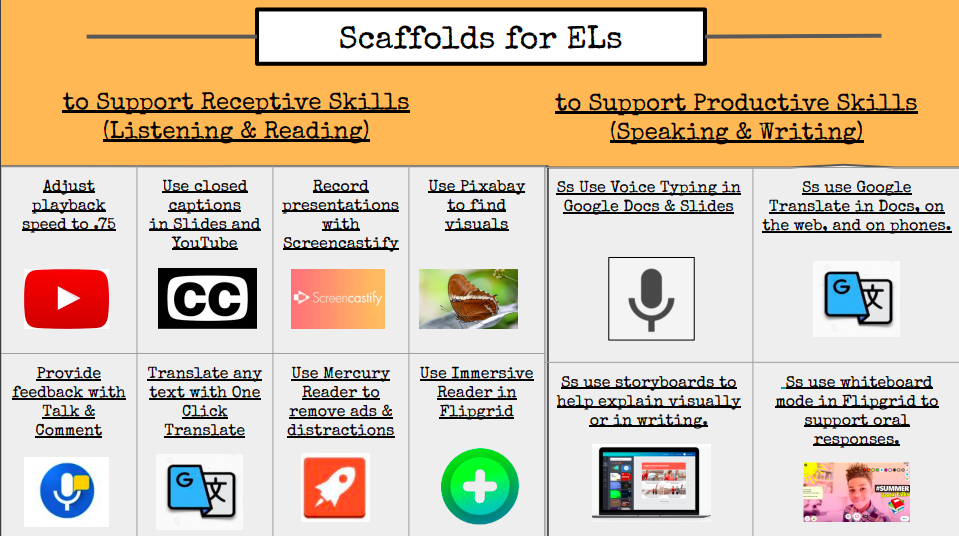 Scaffolds for ELs
to Support Receptive Skills
(Listening & Reading)
to Support Productive Skills
(Speaking & Writing)
Adjust
playback
speed to .75
Use closed
captions
in Slides and
YouTube
CC
Record
presentations
with
Screencastify
Screencastify
Use Pixabay
to find
visuals
Ss Use Voice Typing in
Google Docs & Slides
Ss use Google
Translate in Docs, on
the web, and on phones.
G 文
Provide
feedback with
Talk &
Comment
Translate any
text with One
Click
Translate
G 文
Use Mercury
Reader to
remove ads &
distractions
Use Immersive
Reader in
Flipgrid
Ss use storyboards to
help explain visually
or in writing.
Ss use whiteboard
mode in Flipgrid to
support oral
responses.
#SUMMER